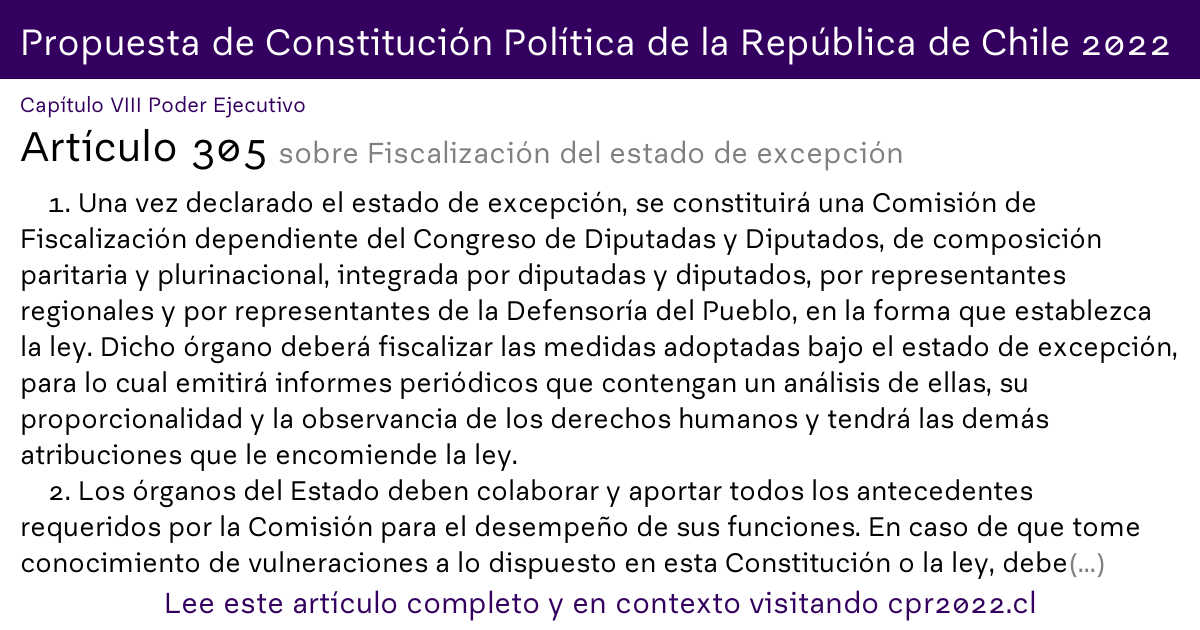 Propuesta de Constitución Política de la República de Chile 2022
Capítulo VIII Poder Ejecutivo
Artículo 305 sobre Fiscalización del estado de excepción
1. Una vez declarado el estado de excepción, se constituirá una Comisión de
Fiscalización dependiente del Congreso de Diputadas y Diputados, de composición
paritaria y plurinacional, integrada por diputadas y diputados, por representantes
regionales y por representantes de la Defensoría del Pueblo, en la forma que establezca
la ley. Dicho órgano deberá fiscalizar las medidas adoptadas bajo el estado de excepción,
para lo cual emitirá informes periódicos que contengan un análisis de ellas, su
proporcionalidad y la observancia de los derechos humanos y tendrá las demás
atribuciones que le encomiende la ley.
2. Los órganos del Estado deben colaborar y aportar todos los antecedentes
requeridos por la Comisión para el desempeño de sus funciones. En caso de que tome
conocimiento de vulneraciones a lo dispuesto en esta Constitución o la ley, debe(...)
Lee este artículo completo y en contexto visitando cpr2022.cl